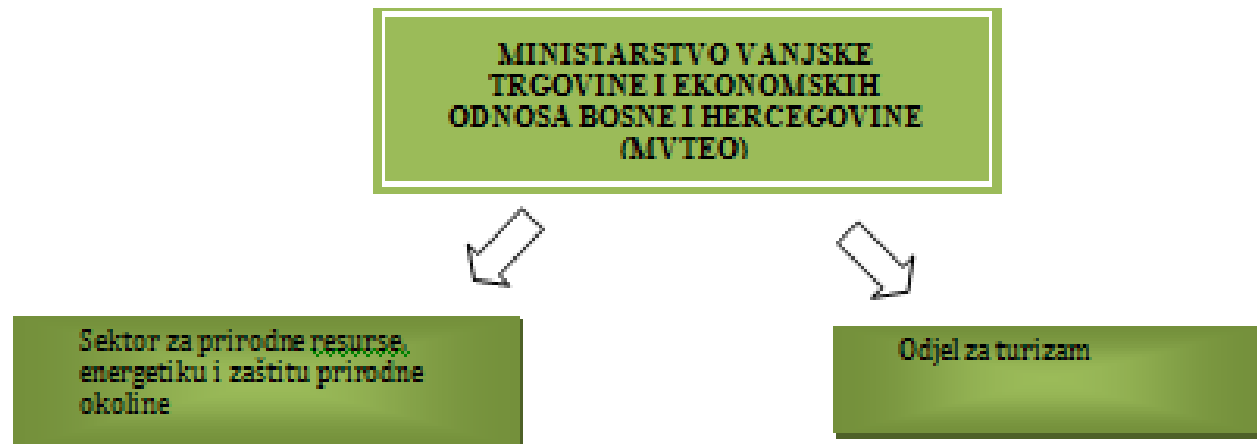 MINISTARSTVO VANJSKE
TRGOVINE I EKONOMSKIH
ODNOSA BOSNE I HERCEGOVINE
(MVTEO)
Sektor za prirodne resurse,
energetiku i zaštitu prirodne
okoline
Odjel za turizam